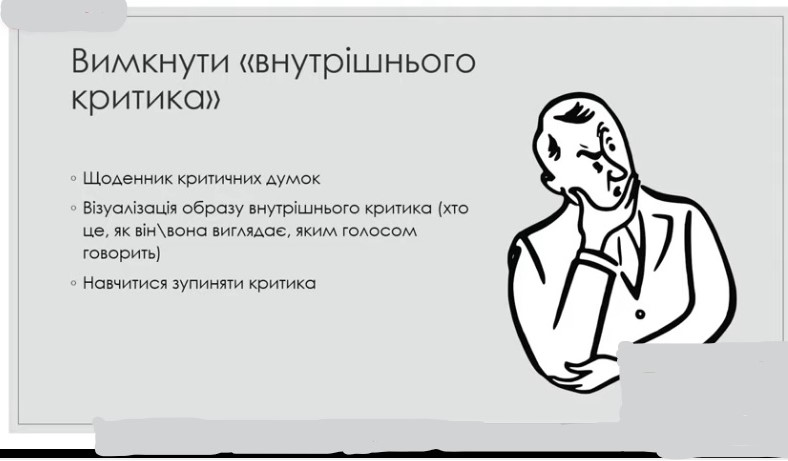 Вимкнути «внутрішнього
критика»
◦ Щоденник критичних думок
◦ Візуалізація образу внутрішнього критика (хто
це, як він\вона виглядає, яким голосом
говорить)
◦ Навчитися зупиняти критика